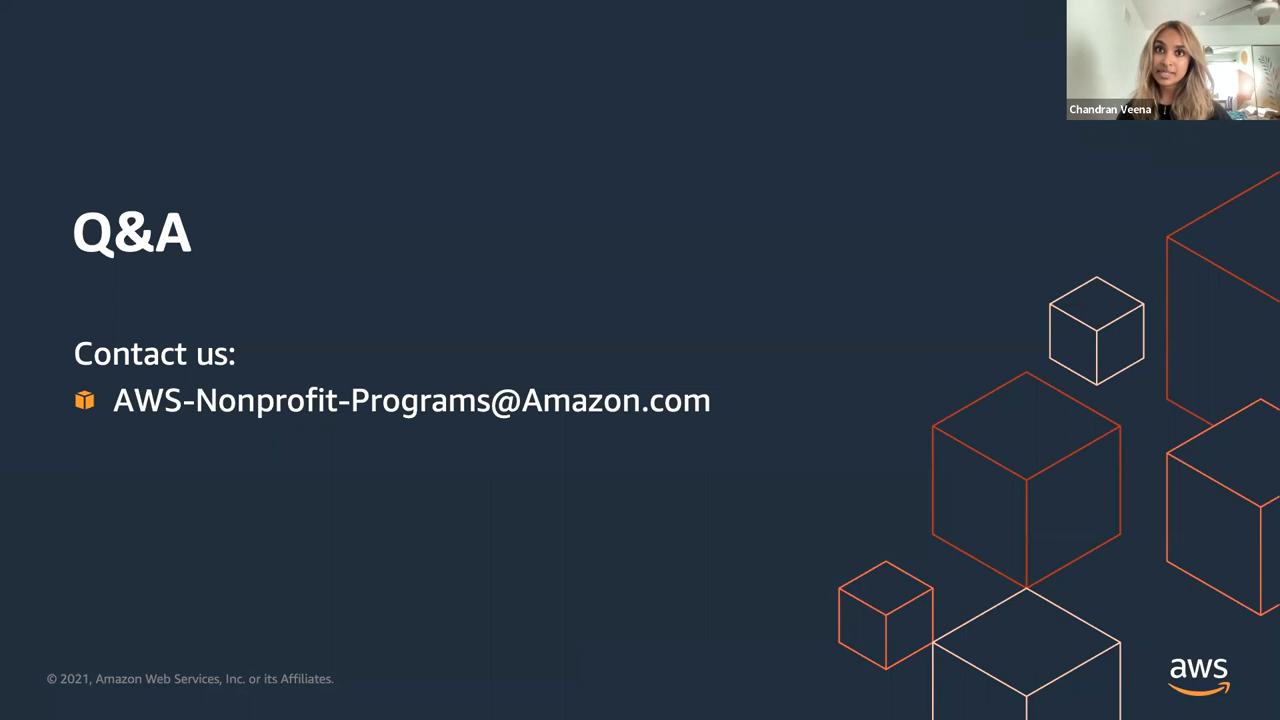 Chandran Veena
Q&A
Contact us:
AWS-Nonprofit-Programs@Amazon.com
© 2021, Amazon Web Services, Inc. or its Affiliates.
aws